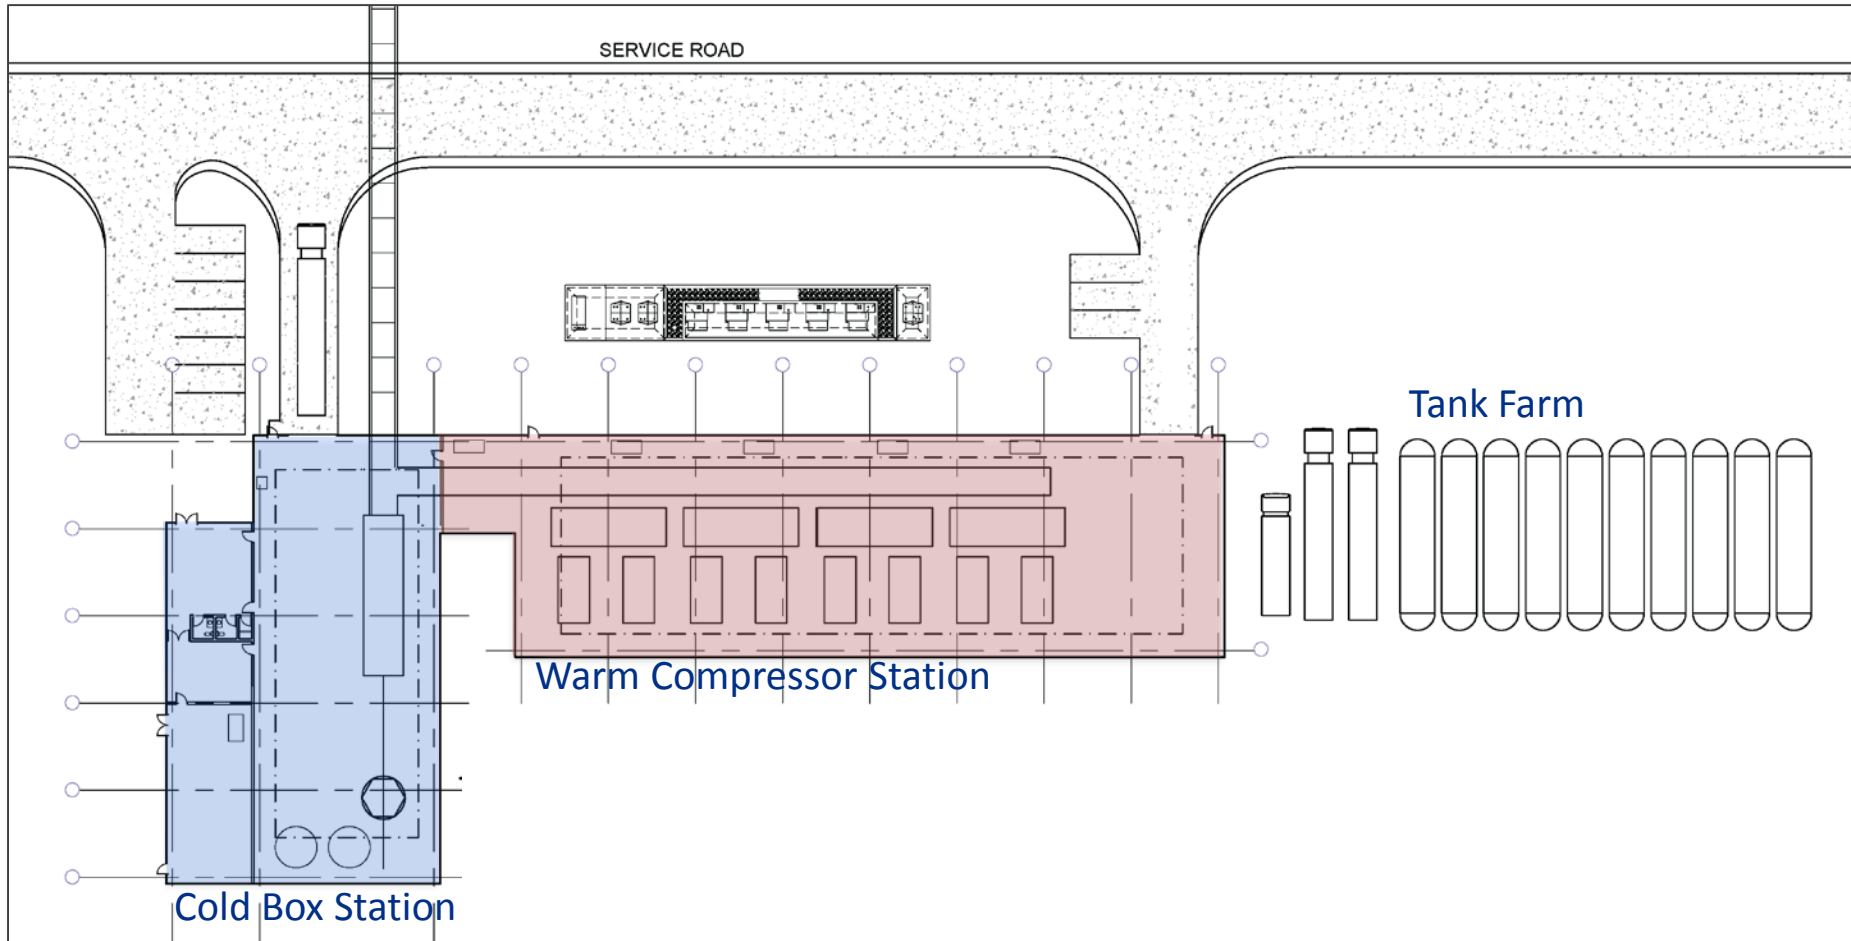 SERVICE ROAD
Tank Farm
Warm Compressor Station
Cold Box Station